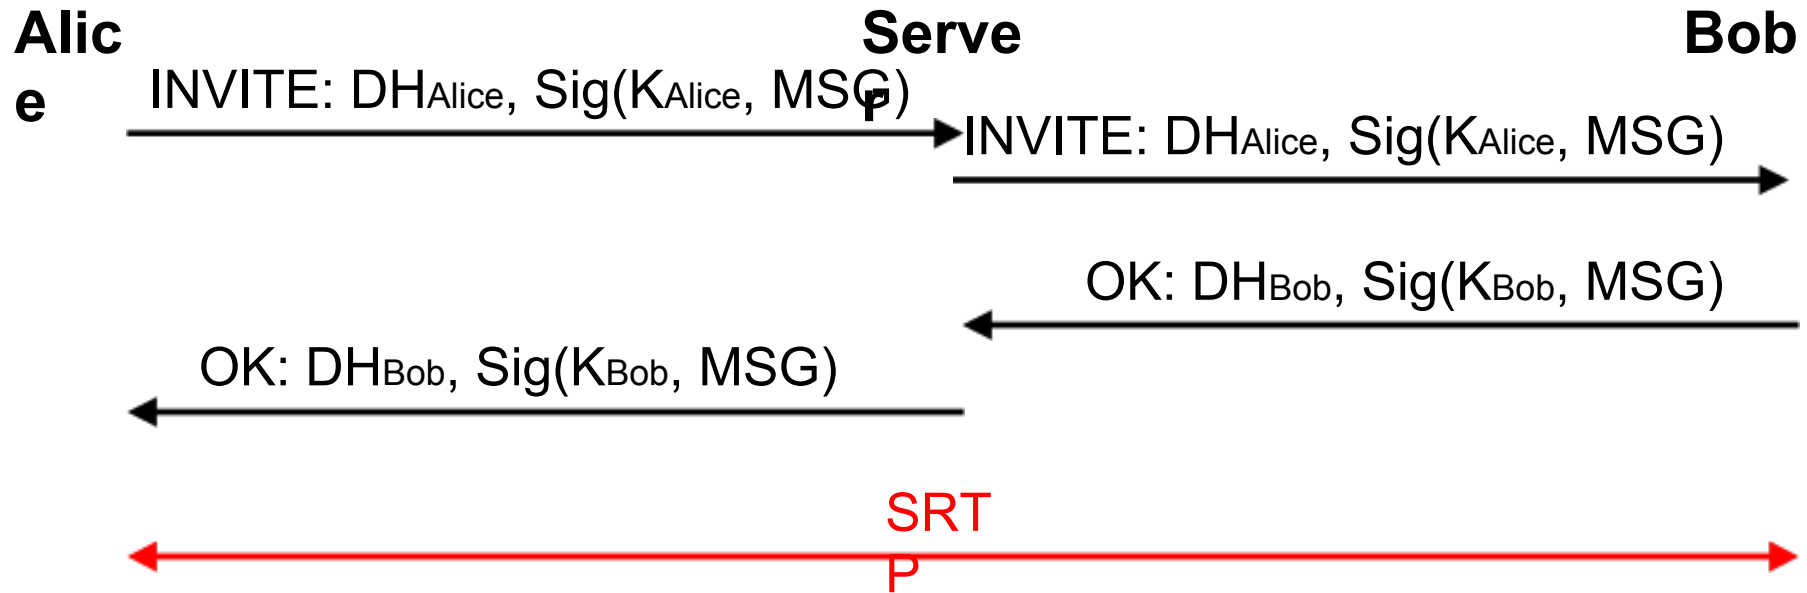 Alic
e
Serve
r
Bob
INVITE: DHAlice, Sig(KAlice, MSG)
INVITE: DHAlice, Sig(KAlice, MSG)
OK: DHBob, Sig(KBob, MSG)
OK: DHBob, Sig(KBob, MSG)
SRT
P